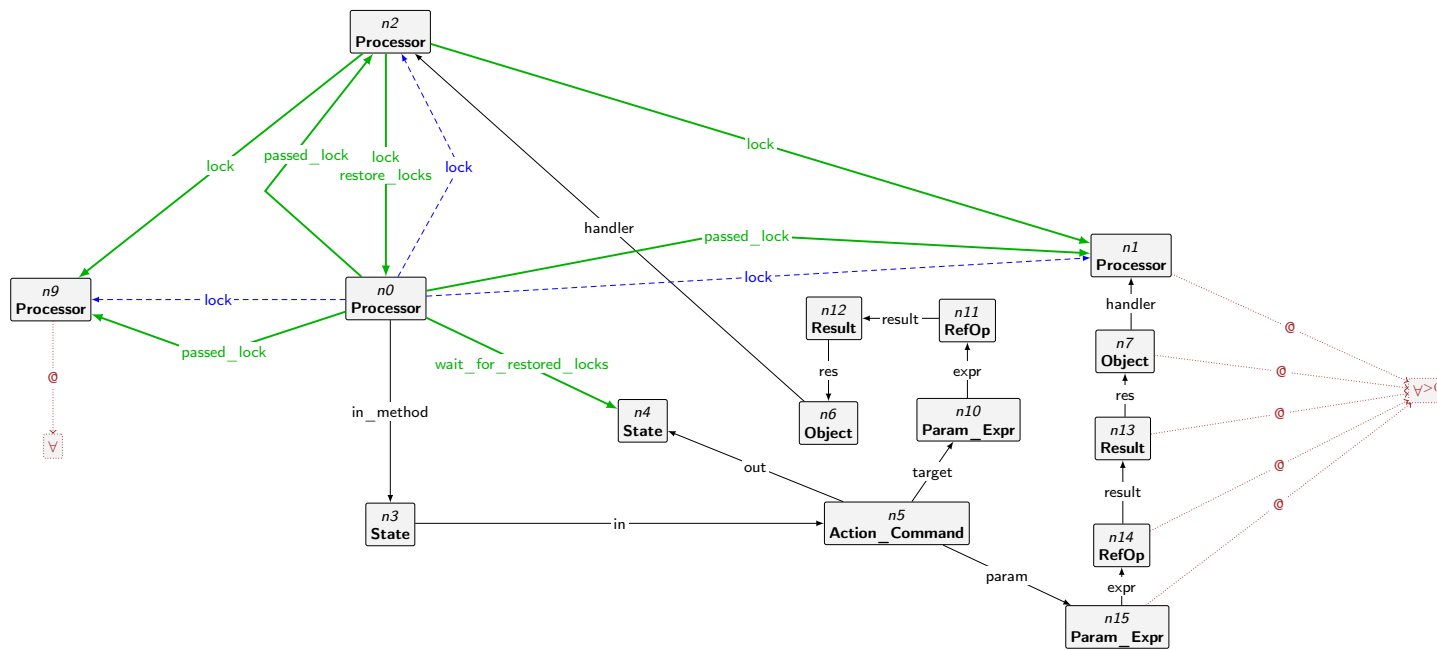 n2
Processor
lock
passed_lock
lock
restore_locks
lock
lock
handler
passed_lock
n1
Processor
lock
n9
Processor
lock
n0
Processor
passed_lock
wait_for_restored_locks
n12
Result
result
n11
RefOp
handler
@
n7
Object
@
@
res
expr
res
in_method
n4
State
n6
Object
n10
Param_Expr
n13
Result
@
∀
out
target
@
result
n3
State
in
n5
Action_Command
@
n14
RefOp
param
expr
n15
Param_Expr